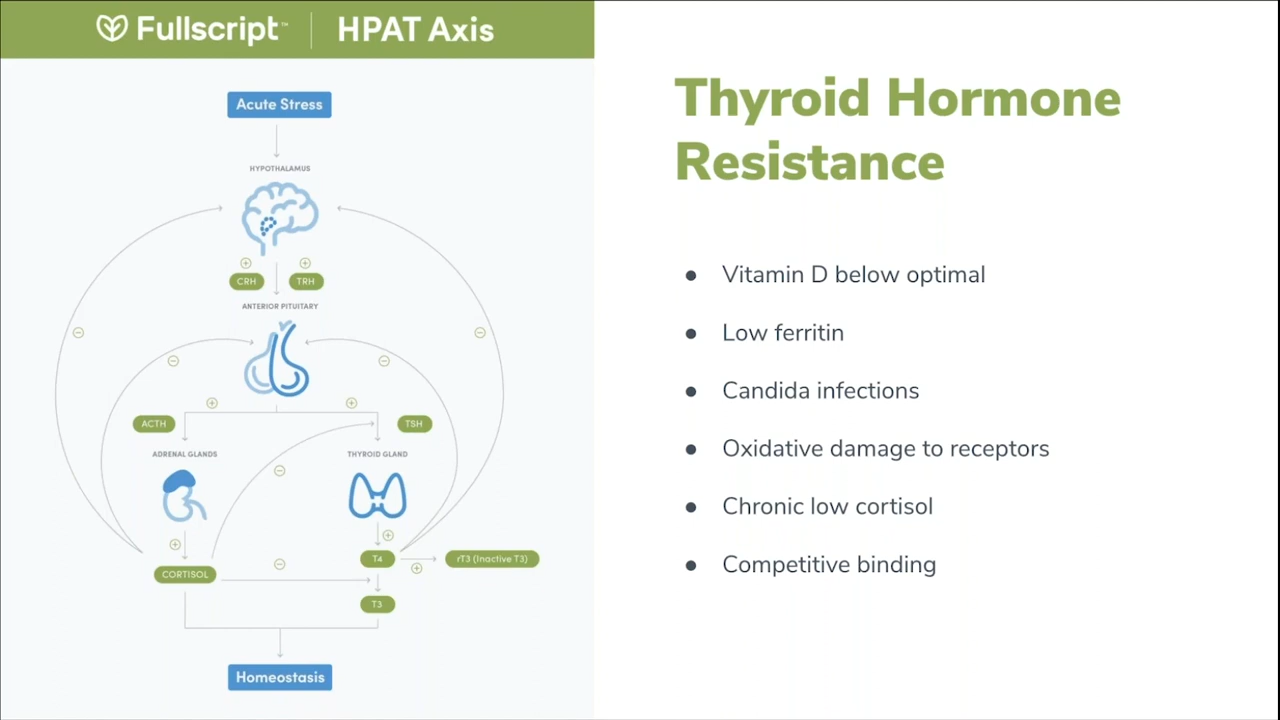 Fullscript™ | HPAT Axis
Acute Stress
HYPOTHALAMUS
CRH
TRH
ANTERIOR PITUITARY
ACTH
TSH
ADRENAL GLANDS
THYROID GLAND
CORTISOL
T4
rT3 (Inactive T3)
T3
Homeostasis
Thyroid Hormone
Resistance
● Vitamin D below optimal
● Low ferritin
● Candida infections
● Oxidative damage to receptors
● Chronic low cortisol
● Competitive binding